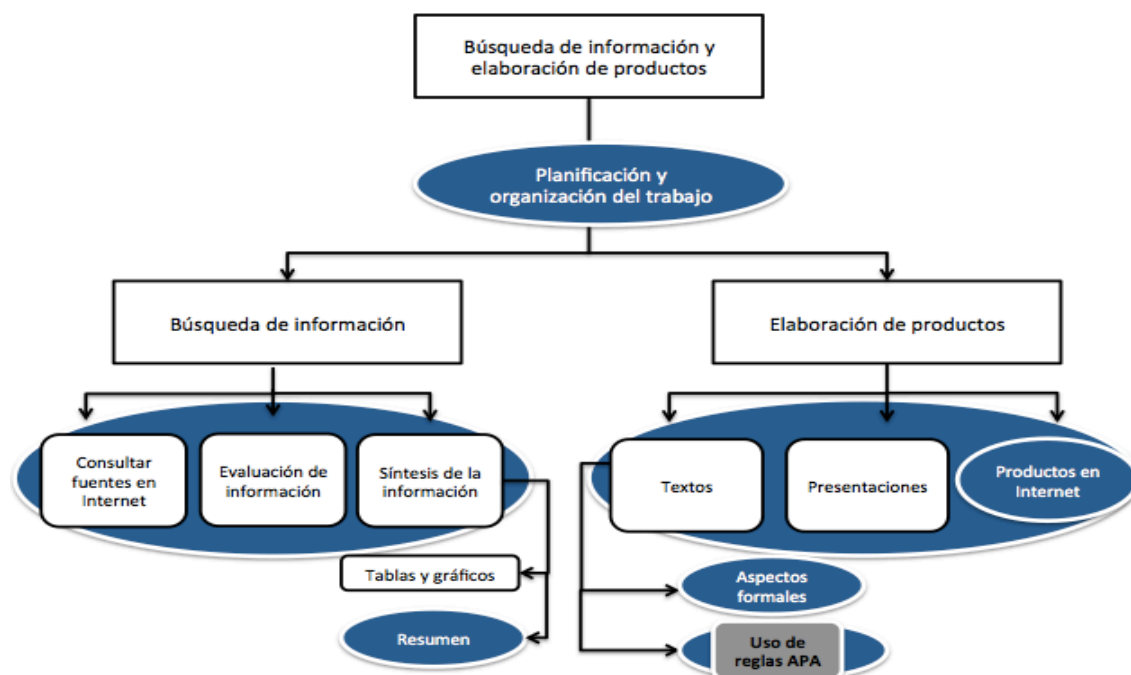 Búsqueda de información y
elaboración de productos
Planificación y
organización del trabajo
Búsqueda de información
Elaboración de productos
Consultar
fuentes en
Internet
Evaluación de
información
Síntesis de la
información
Textos
Presentaciones
Productos en
Internet
Tablas y gráficos
Resumen
Aspectos
formales
Uso de
reglas APA